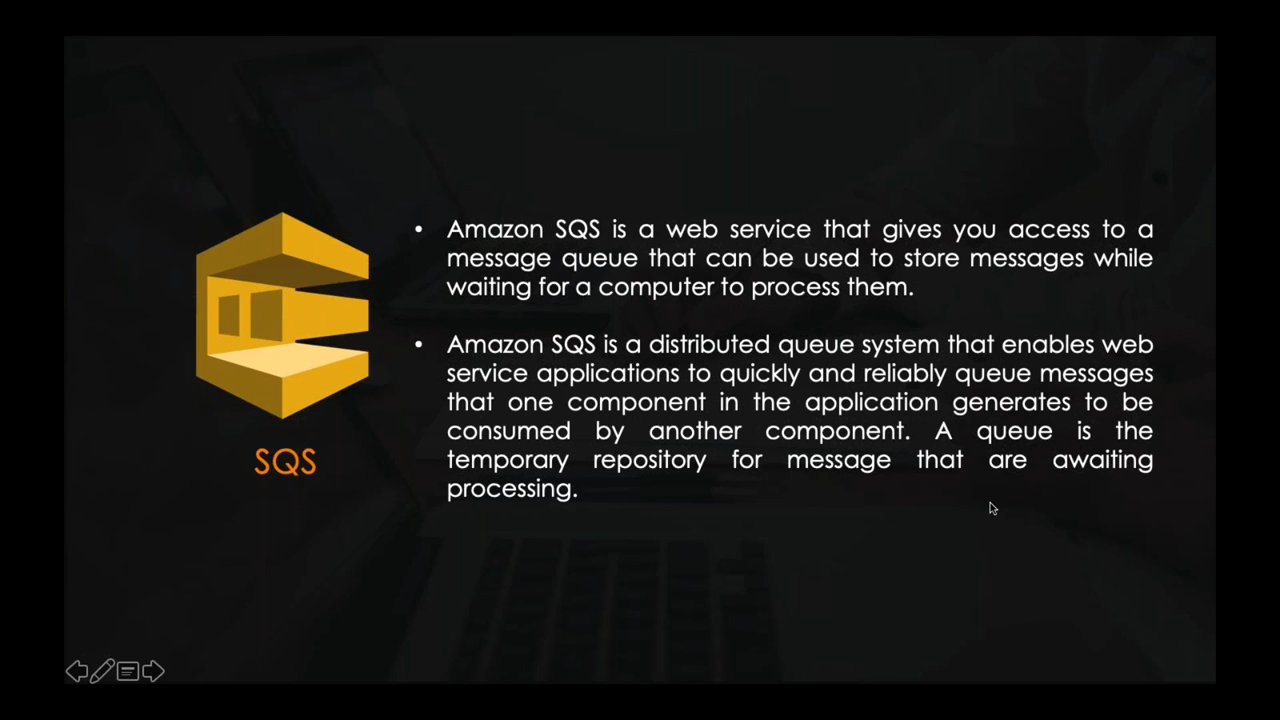 • Amazon SQS is a web service that gives you access to a
message queue that can be used to store messages while
waiting for a computer to process them.
• Amazon SQS is a distributed queue system that enables web
service applications to quickly and reliably queue messages
that one component in the application generates to be
consumed by another component. A queue is the
temporary repository for message that are awaiting
processing.
SQS